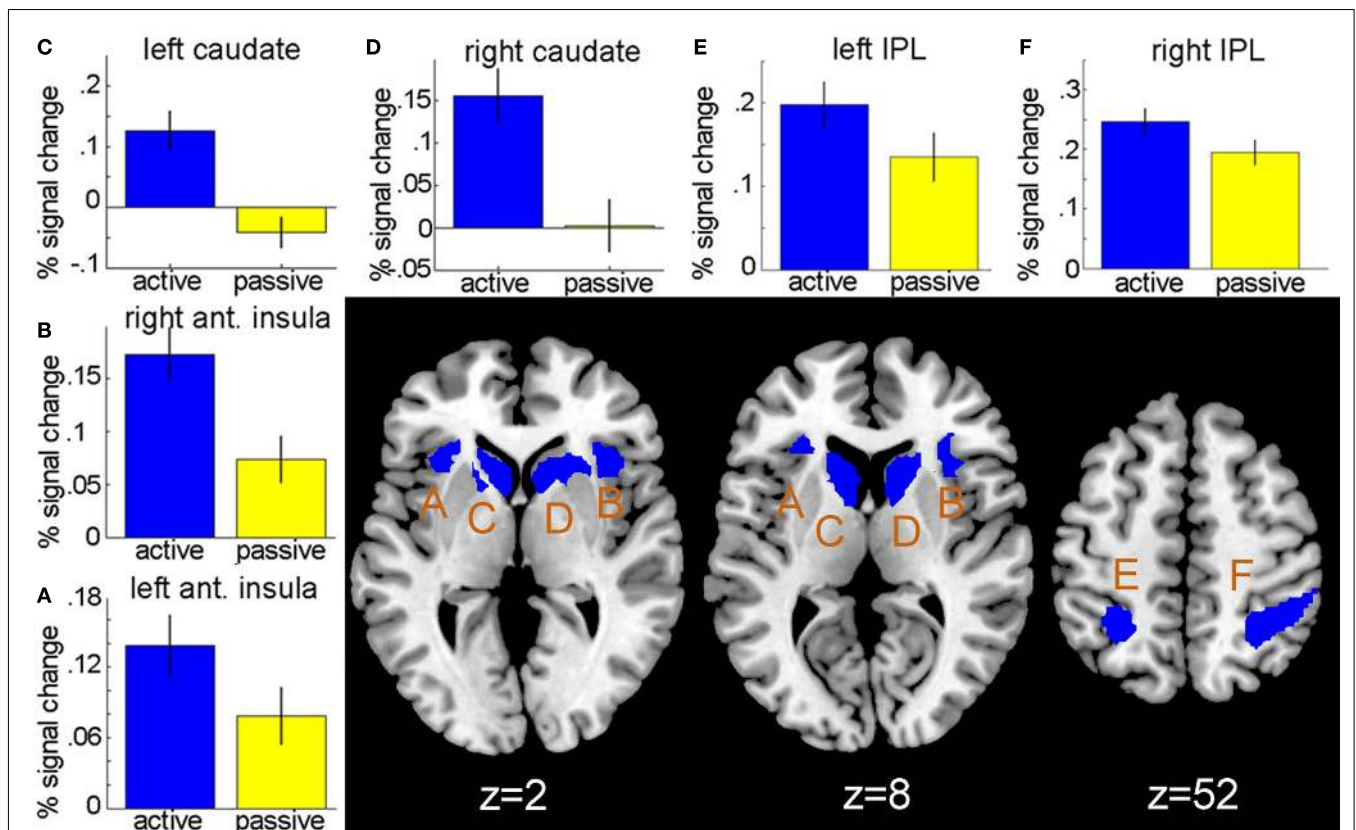 C
left caudate
% signal change
.2
.1
0
-.1
active passive
D
right caudate
% signal change
.15
.1
.05
0
-.05
active passive
E
left IPL
% signal change
.2
.1
0
active passive
F
right IPL
% signal change
.3
.2
.1
0
active passive
B
right ant. insula
% signal change
.15
.1
.05
0
active passive
A
left ant. insula
% signal change
.18
.12
.06
0
active passive
A
C
D
B
z=2
A
C
D
B
z=8
E
F
z=52